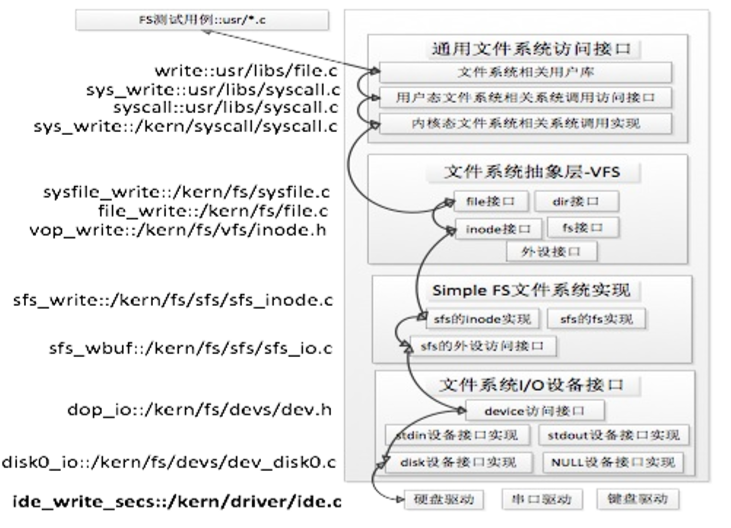 FS测试用例::usr/*.c
通用文件系统访问接口
write::usr/libs/file.c
文件系统相关用户库
sys_write::usr/libs/syscall.c
用户态文件系统相关系统调用访问接口
syscall::usr/libs/syscall.c
sys_write::/kern/syscall/syscall.c
内核态文件系统相关系统调用实现
文件系统抽象层-VFS
sysfile_write::/kern/fs/sysfile.c
file接口
dir接口
file_write::/kern/fs/file.c
vop_write::/kern/fs/vfs/inode.h
inode接口
fs接口
外设接口
Simple FS文件系统实现
sfs_write::/kern/fs/sfs/sfs_inode.c
sfs的inode实现
sfs的fs实现
sfs_wbuf::/kern/fs/sfs/sfs_io.c
sfs的外设访问接口
文件系统I/O设备接口
dop_io::/kern/fs/devs/dev.h
device访问接口
stdin设备接口实现
stdout设备接口实现
disk0_io::/kern/fs/devs/dev_disk0.c
disk设备接口实现
NULL设备接口实现
ide_write_secs::/kern/driver/ide.c
硬盘驱动
串口驱动
键盘驱动